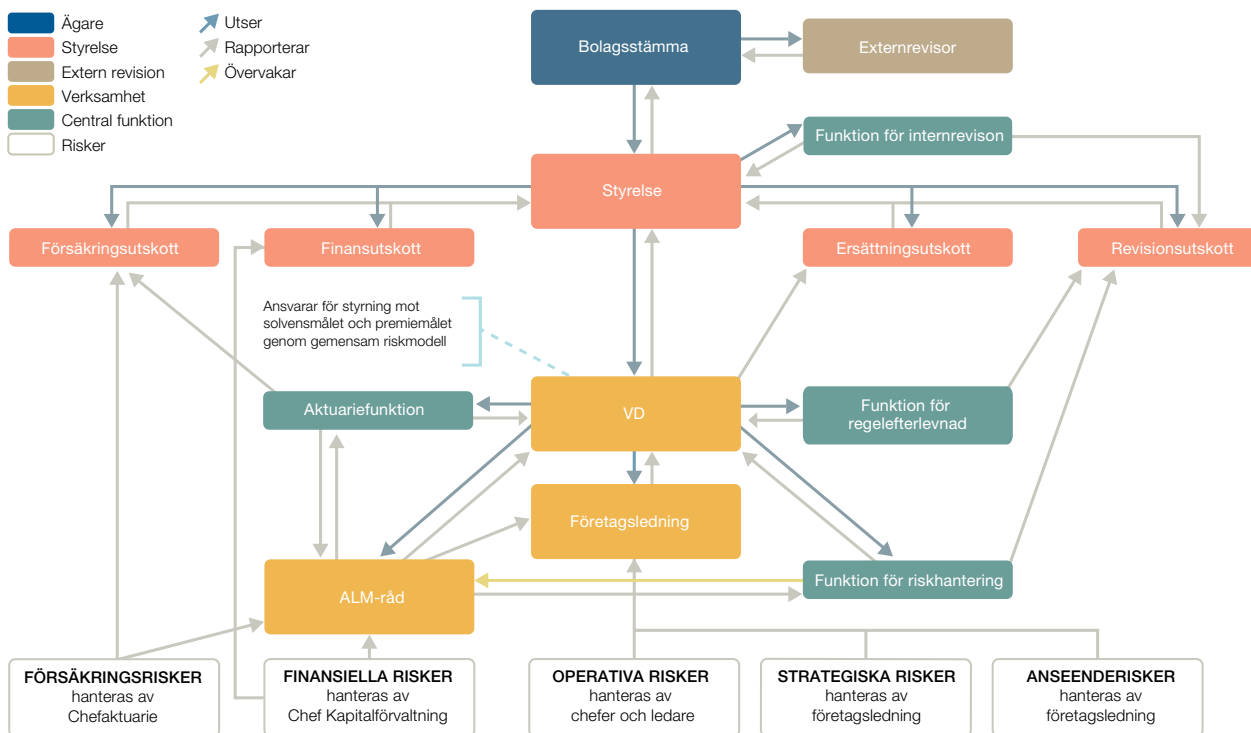 Ägare
Styrelse
Extern revision
Verksamhet
Central funktion
Risker
Utser
Rapporterar
Övervakar
Bolagsstämma
Externrevisor
Funktion för internrevison
Styrelse
Försäkringsutskott
Finansutskott
Ersättningsutskott
Revisionsutskott
Ansvarar för styrning mot
solvensmålet och premiemålet
genom gemensam riskmodell
Aktuariefunktion
VD
Funktion för
regelefterlevnad
Företagsledning
ALM-råd
Funktion för riskhantering
FÖRSÄKRINGSRISKER
hanteras av
Chefaktuarie
FINANSIELLA RISKER
hanteras av
Chef Kapitalförvaltning
OPERATIVA RISKER
hanteras av
chefer och ledare
STRATEGISKA RISKER
hanteras av
företagsledning
ANSEENDERISKER
hanteras av
företagsledning